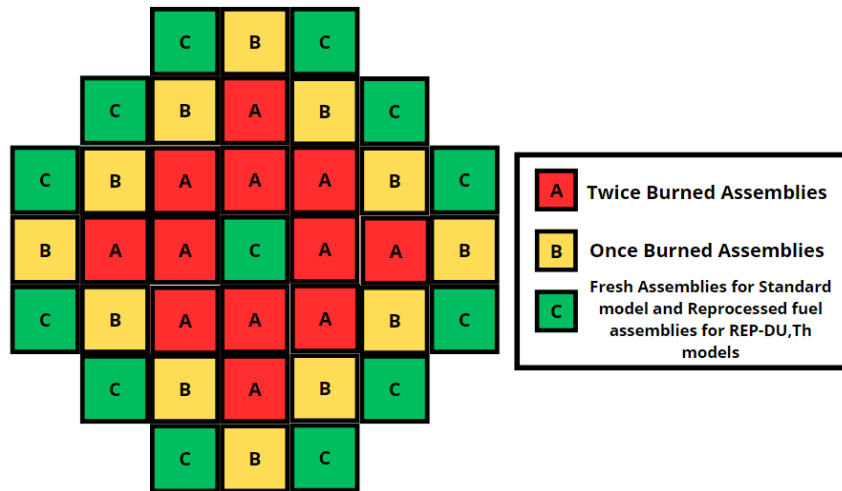 C B C
C B A B C
C B A A A B C
B A A C A A B
C B A A A B C
C B A B C
C B C
A Twice Burned Assemblies
B Once Burned Assemblies
C Fresh Assemblies for Standard
model and Reprocessed fuel
assemblies for REP-DU,Th
models